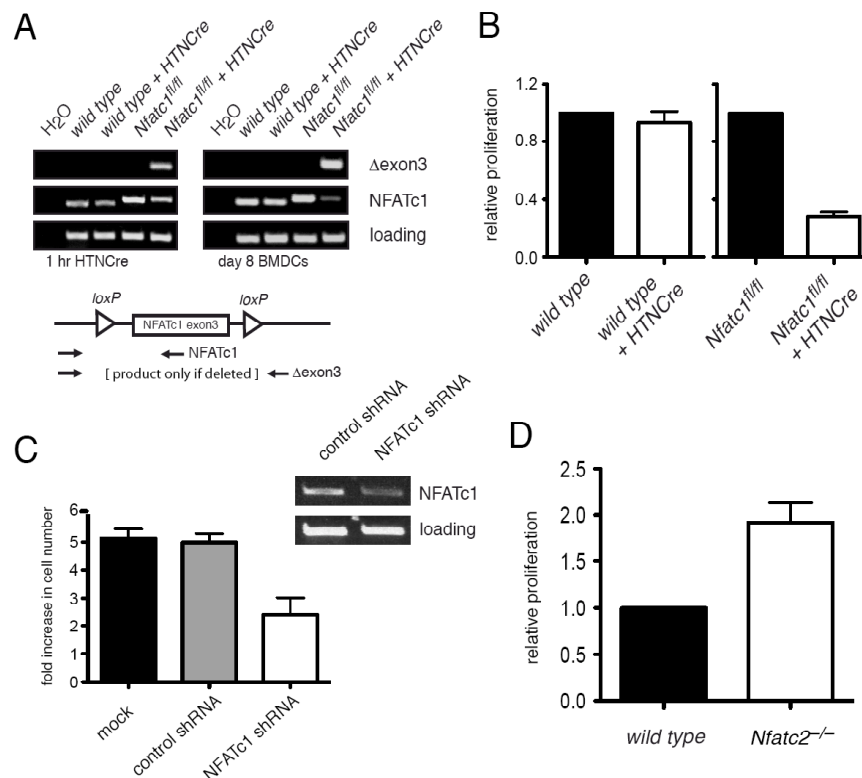 A
H2O
wild type
wild type + HTNCre
Nfatc1fl/fl
Nfatc1fl/fl + HTNCre
H2O
wild type
wild type + HTNCre
Nfatc1fl/fl
Nfatc1fl/fl + HTNCre
Δexon3
NFATc1
loading
1 hr HTNCre
day 8 BMDCs
loxP
loxP
NFATc1 exon3
NFATc1
[ product only if deleted ]
Δexon3
B
relative proliferation
1.2
0.8
0.4
0.0
wild type
wild type
+ HTNCre
Nfatc1fl/fl
Nfatc1fl/fl
+ HTNCre
C
control shRNA
NFATc1 shRNA
NFATc1
loading
fold increase in cell number
6
5
4
3
2
1
0
mock
control shRNA
NFATc1 shRNA
D
relative proliferation
2.5
2.0
1.5
1.0
0.5
0.0
wild type
Nfatc2–/–